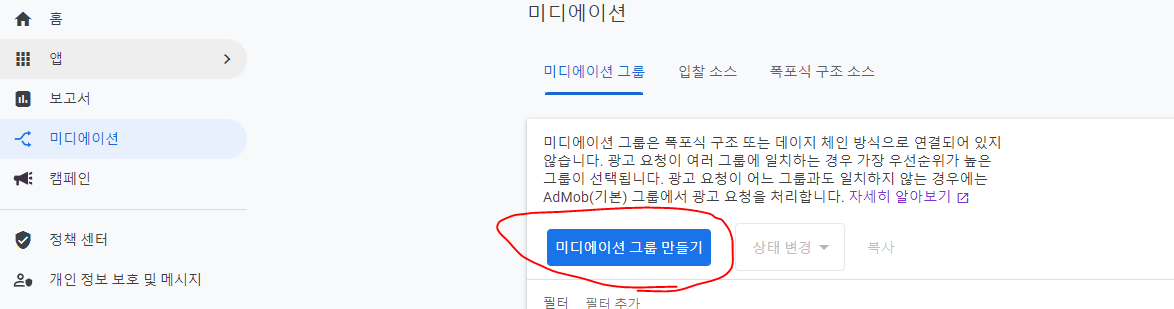 홈
앱
보고서
미디에이션
캠페인
정책 센터
개인 정보 보호 및 메시지
미디에이션
미디에이션 그룹 입찰 소스 폭포식 구조 소스
미디에이션 그룹은 폭포식 구조 또는 데이지 체인 방식으로 연결되어 있지
않습니다. 광고 요청이 여러 그룹에 일치하는 경우 가장 우선순위가 높은
그룹이 선택됩니다. 광고 요청이 어느 그룹과도 일치하지 않는 경우에는
AdMob(기본) 그룹에서 광고 요청을 처리합니다. 자세히 알아보기
미디에이션 그룹 만들기 상태 변경 복사
필터 필터 추가